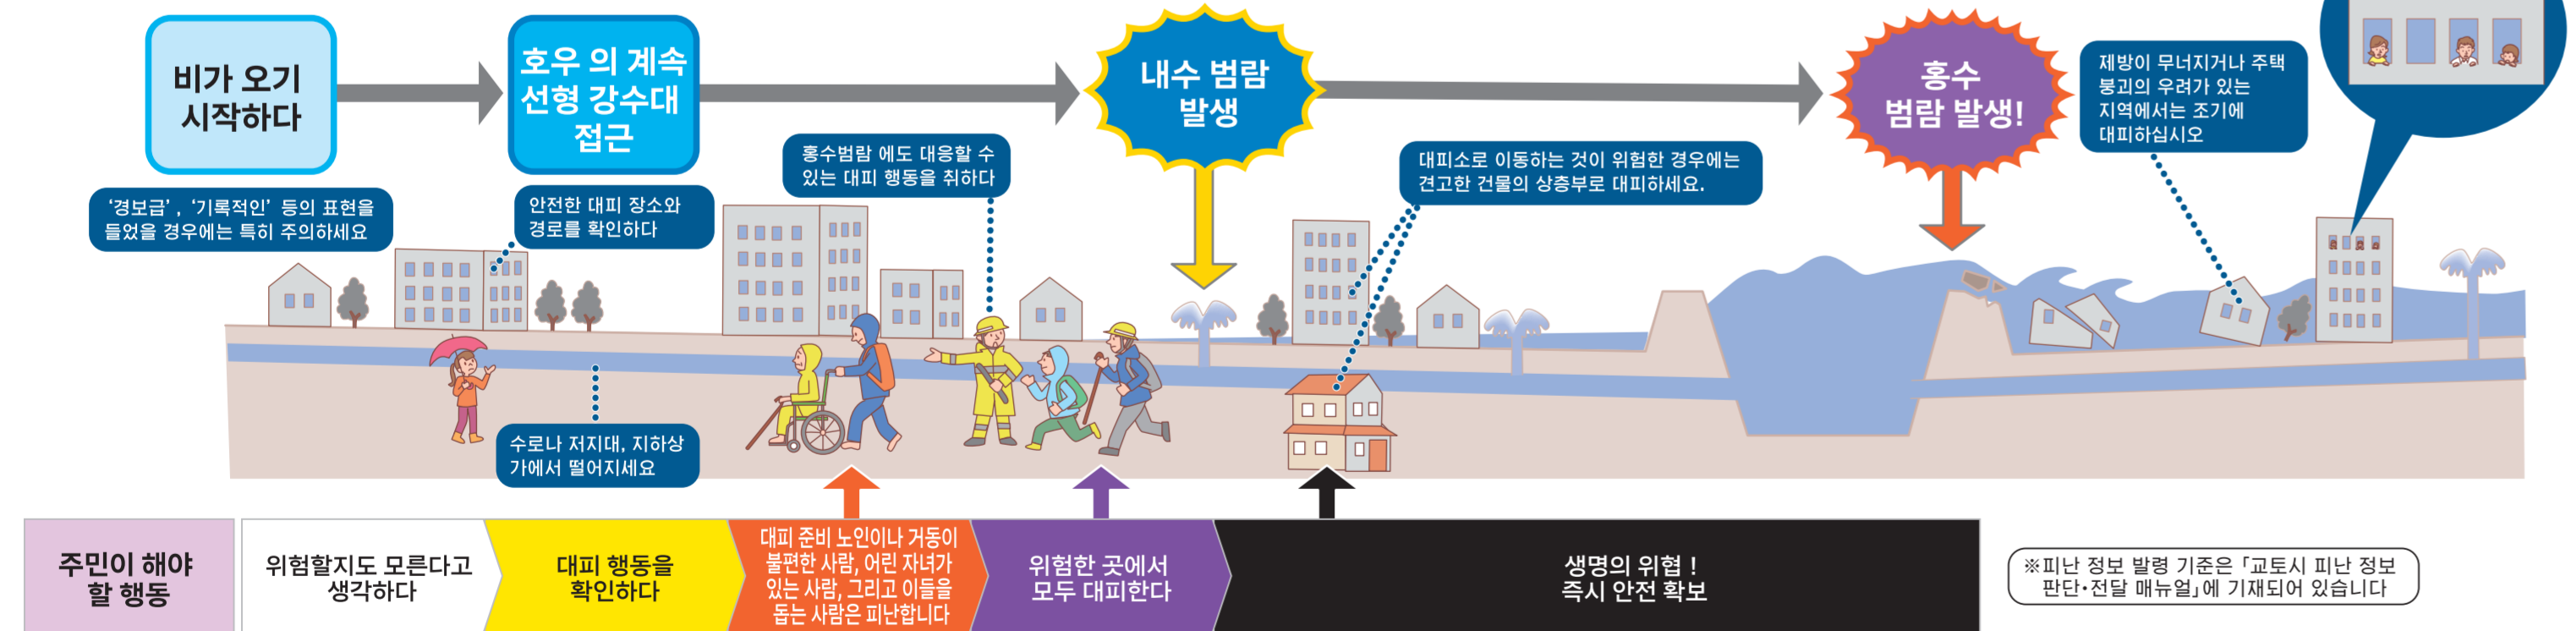 비가 오기
시작하다
호우 의 계속
선형 강수대
접근
내수 범람
발생
홍수
범람 발생!
제방이 무너지거나 주택
붕괴의 우려가 있는
지역에서는 조기에
대피하십시오
홍수범람 에도 대응할 수
있는 대피 행동을 취하다
대피소로 이동하는 것이 위험한 경우에는
견고한 건물의 상층부로 대피하세요.
‘경보급’, ‘기록적인’ 등의 표현을
들었을 경우에는 특히 주의하세요
안전한 대피 장소와
경로를 확인하다
수로나 저지대, 지하상
가에서 떨어지세요
주민이 해야
할 행동
위험할지도 모른다고
생각하다
대피 행동을
확인하다
대피 준비 노인이나 거동이
불편한 사람, 어린 자녀가
있는 사람, 그리고 이들을
돕는 사람은 피난합니다
위험한 곳에서
모두 대피한다
생명의 위협 !
즉시 안전 확보
※피난 정보 발령 기준은 「교토시 피난 정보
판단･전달 매뉴얼」에 기재되어 있습니다